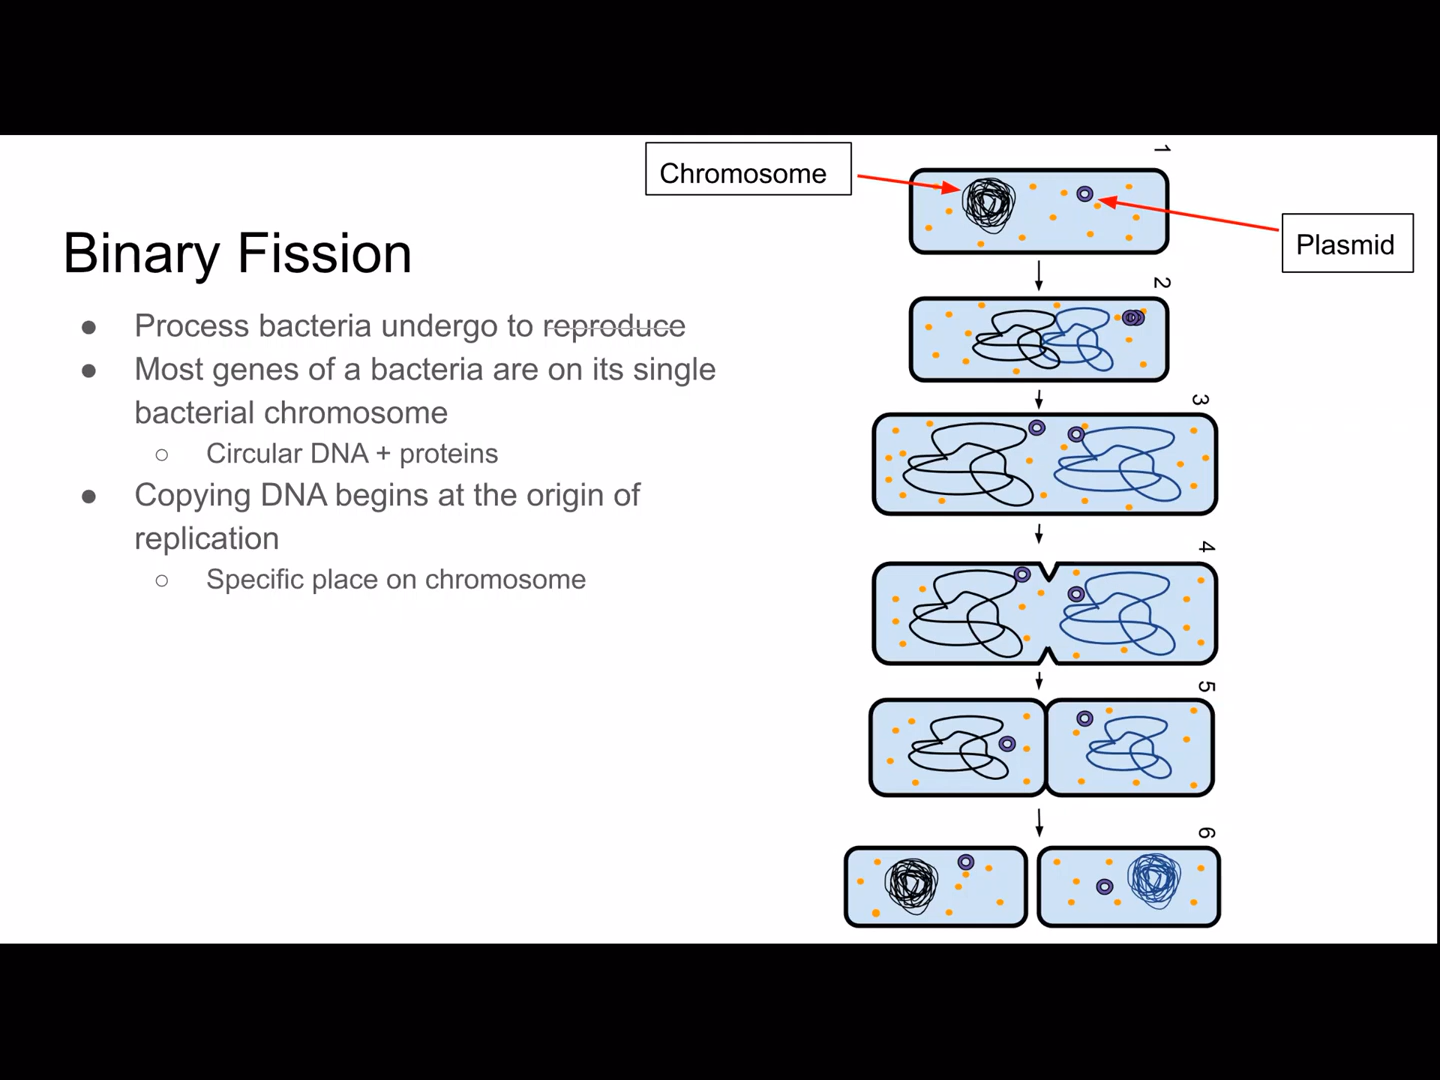 Binary Fission
● Process bacteria undergo to ~~reproduce~~
● Most genes of a bacteria are on its single
bacterial chromosome
○ Circular DNA + proteins
● Copying DNA begins at the origin of
replication
○ Specific place on chromosome
Chromosome
Plasmid
1
2
3
4
5
6